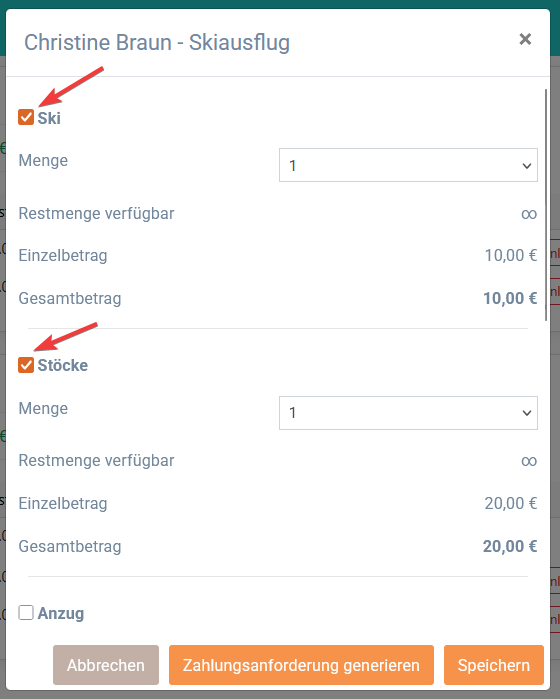 Christine Braun - Skiausflug ×
Ski
Menge 1
Restmenge verfügbar ∞
Einzelbetrag 10,00 €
Gesamtbetrag 10,00 €
Stöcke
Menge 1
Restmenge verfügbar ∞
Einzelbetrag 20,00 €
Gesamtbetrag 20,00 €
Anzug
Abbrechen Zahlungsanforderung generieren Speichern